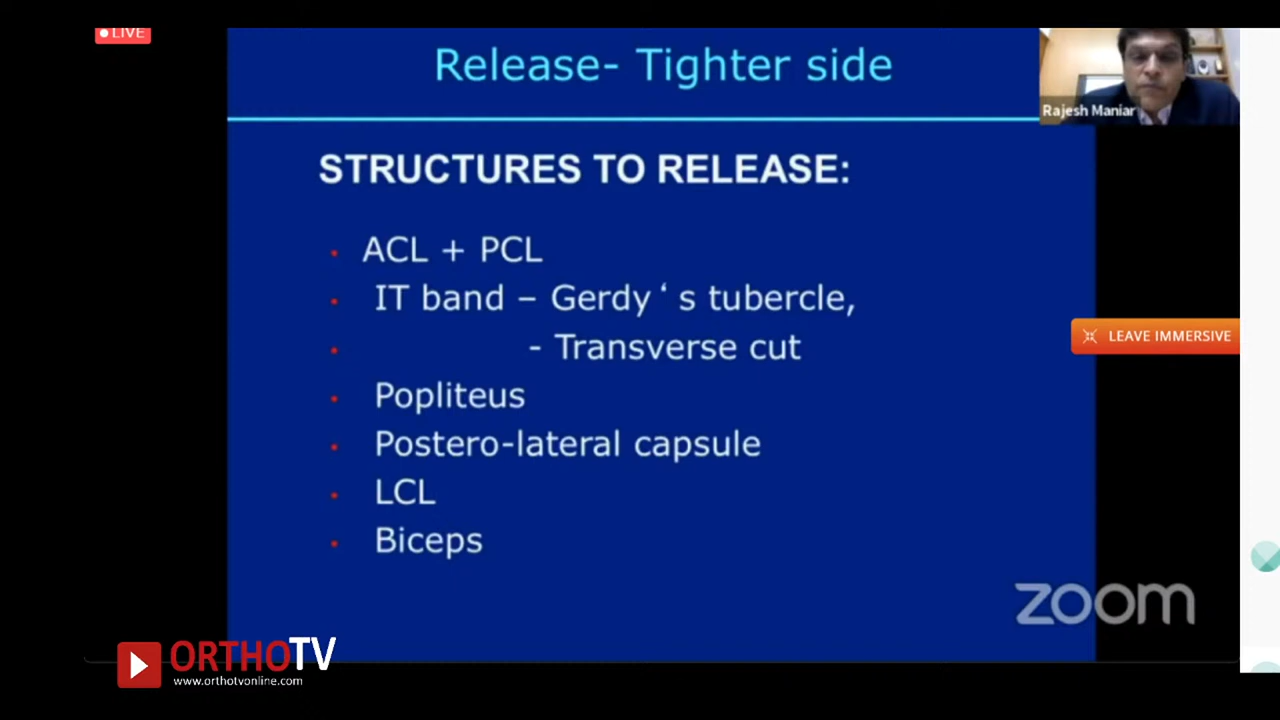 LIVE
Release- Tighter side
Rajesh Maniar
STRUCTURES TO RELEASE:
• ACL + PCL
• IT band – Gerdy‘s tubercle,
• - Transverse cut
• Popliteus
• Postero-lateral capsule
• LCL
• Biceps
LEAVE IMMERSIVE
zoom
ORTHOTV
www.orthotvonline.com